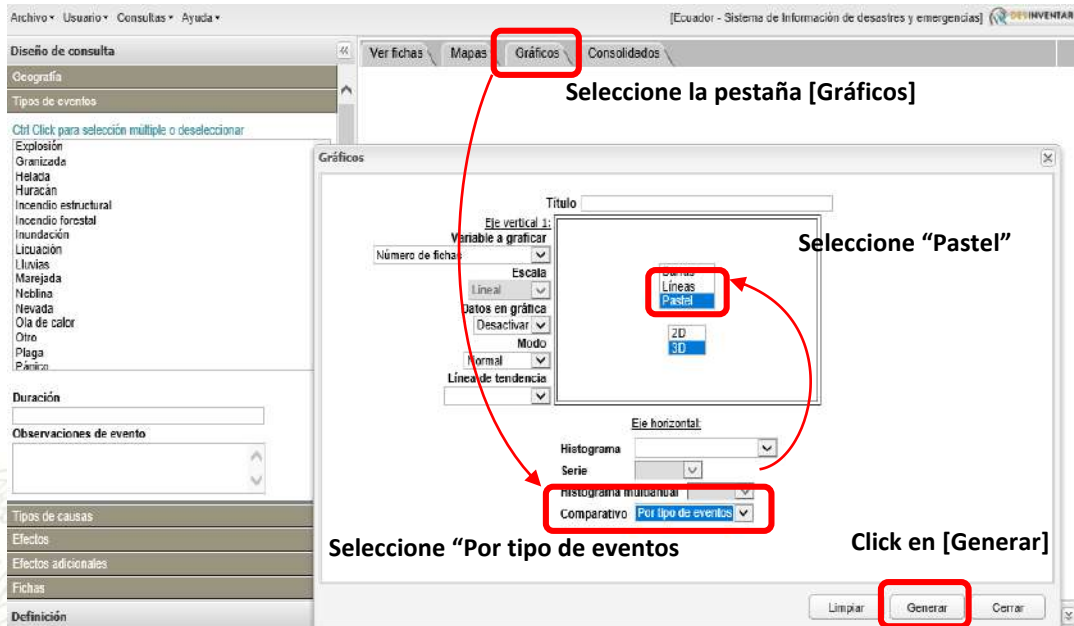 Archivo Usuario Consultas Ayuda
[Ecuador - Sistema de Información de desastres y emergencias] DESINVENTAR
Diseño de consulta
Ver fichas Mapas Gráficos Consolidados
Geografía
Tipos de eventos
Seleccione la pestaña [Gráficos]
Ctrl Click para selección múltiple o deseleccionar
Explosión
Granizada
Helada
Huracán
Incendio estructural
Incendio forestal
Inundación
Licuación
Lluvias
Marejada
Neblina
Nevada
Ola de calor
Otro
Plaga
Pánico
Duración
Observaciones de evento
Tipos de causas
Efectos
Efectos adicionales
Fichas
Definición
Gráficos
Título
Eje vertical 1:
Variable a graficar
Número de fichas
Escala
Lineal
Datos en gráfica
Desactivar
Modo
Normal
Línea de tendencia
Seleccione “Pastel”
Barras
Líneas
Pastel
2D
3D
Eje horizontal:
Histograma
Serie
Histograma multianual
Comparativo Por tipo de eventos
Seleccione “Por tipo de eventos
Click en [Generar]
Limpiar Generar Cerrar